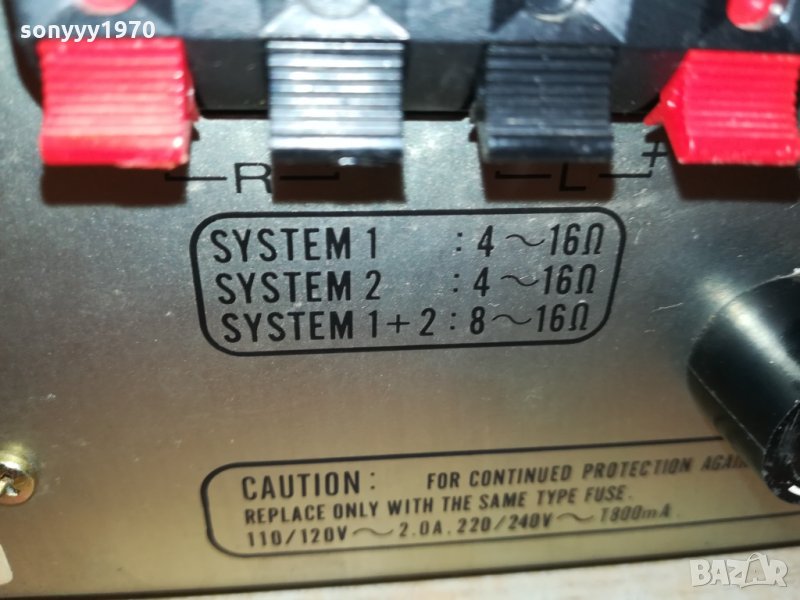 sonyyy1970
R L +
SYSTEM 1 : 4 ~ 16Ω
SYSTEM 2 : 4 ~ 16Ω
SYSTEM 1 + 2 : 8 ~ 16Ω
CAUTION : FOR CONTINUED PROTECTION
REPLACE ONLY WITH THE SAME TYPE FUSE.
110/120V ~ 2.0A. 220/240V ~ T800mA
BAZAR